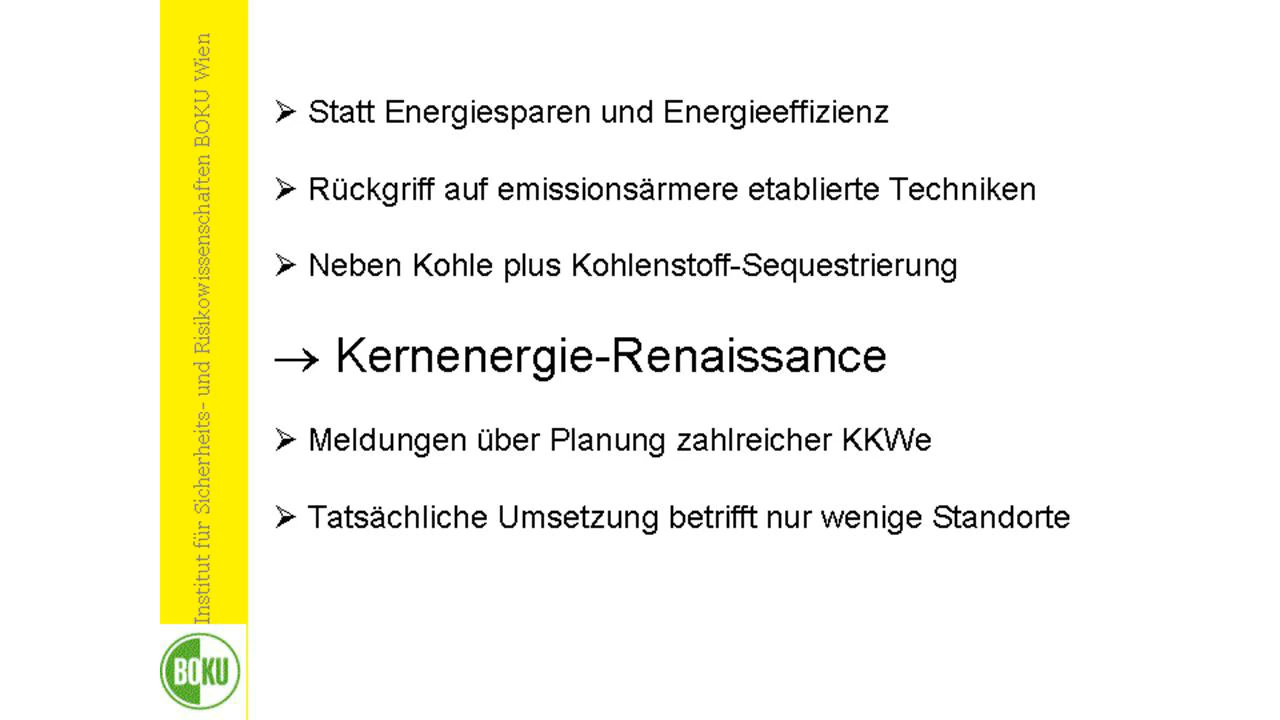 Institut für Sicherheits- und Risikowissenschaften BOKU Wien
➢ Statt Energiesparen und Energieeffizienz
➢ Rückgriff auf emissionsärmere etablierte Techniken
➢ Neben Kohle plus Kohlenstoff-Sequestrierung
→ Kernenergie-Renaissance
➢ Meldungen über Planung zahlreicher KKWe
➢ Tatsächliche Umsetzung betrifft nur wenige Standorte
BOKU